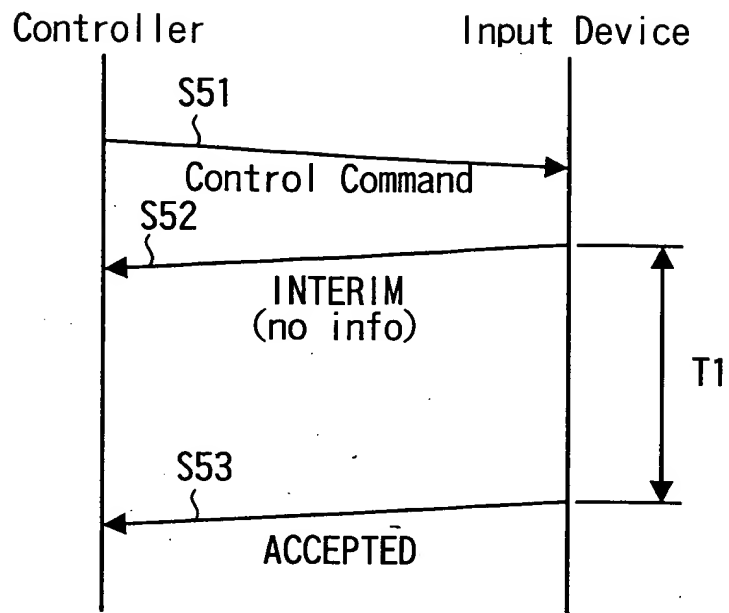 Controller
Input Device
S51
Control Command
S52
INTERIM
(no info)
T1
S53
ACCEPTED